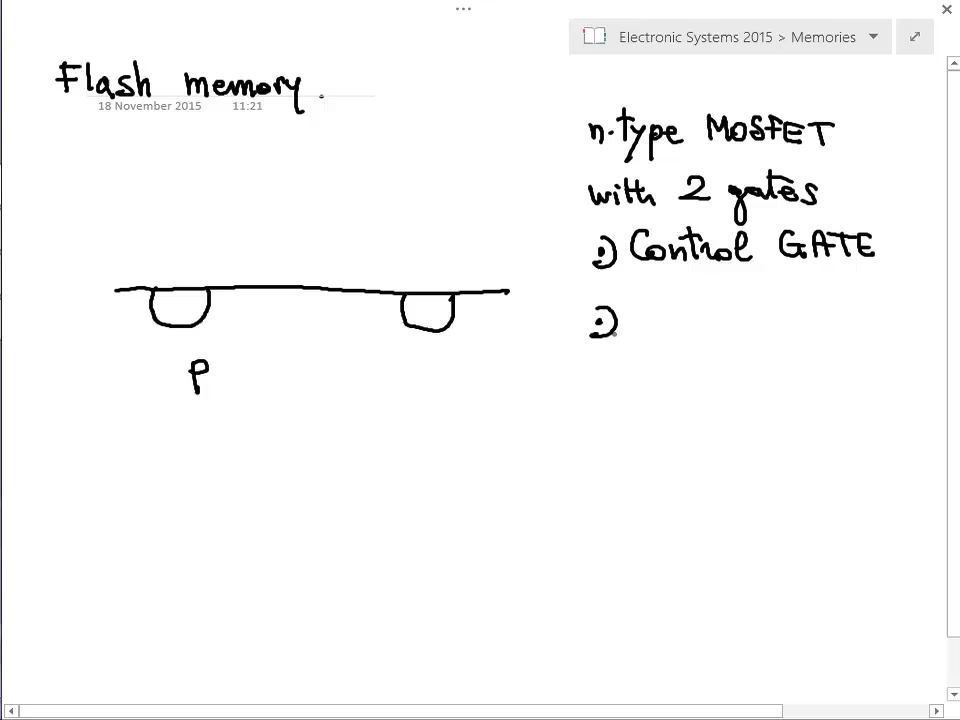 Electronic Systems 2015 > Memories
Flash memory.
18 November 2015 11:21
n-type MOSFET
with 2 gates
:) Control GATE
:)
P